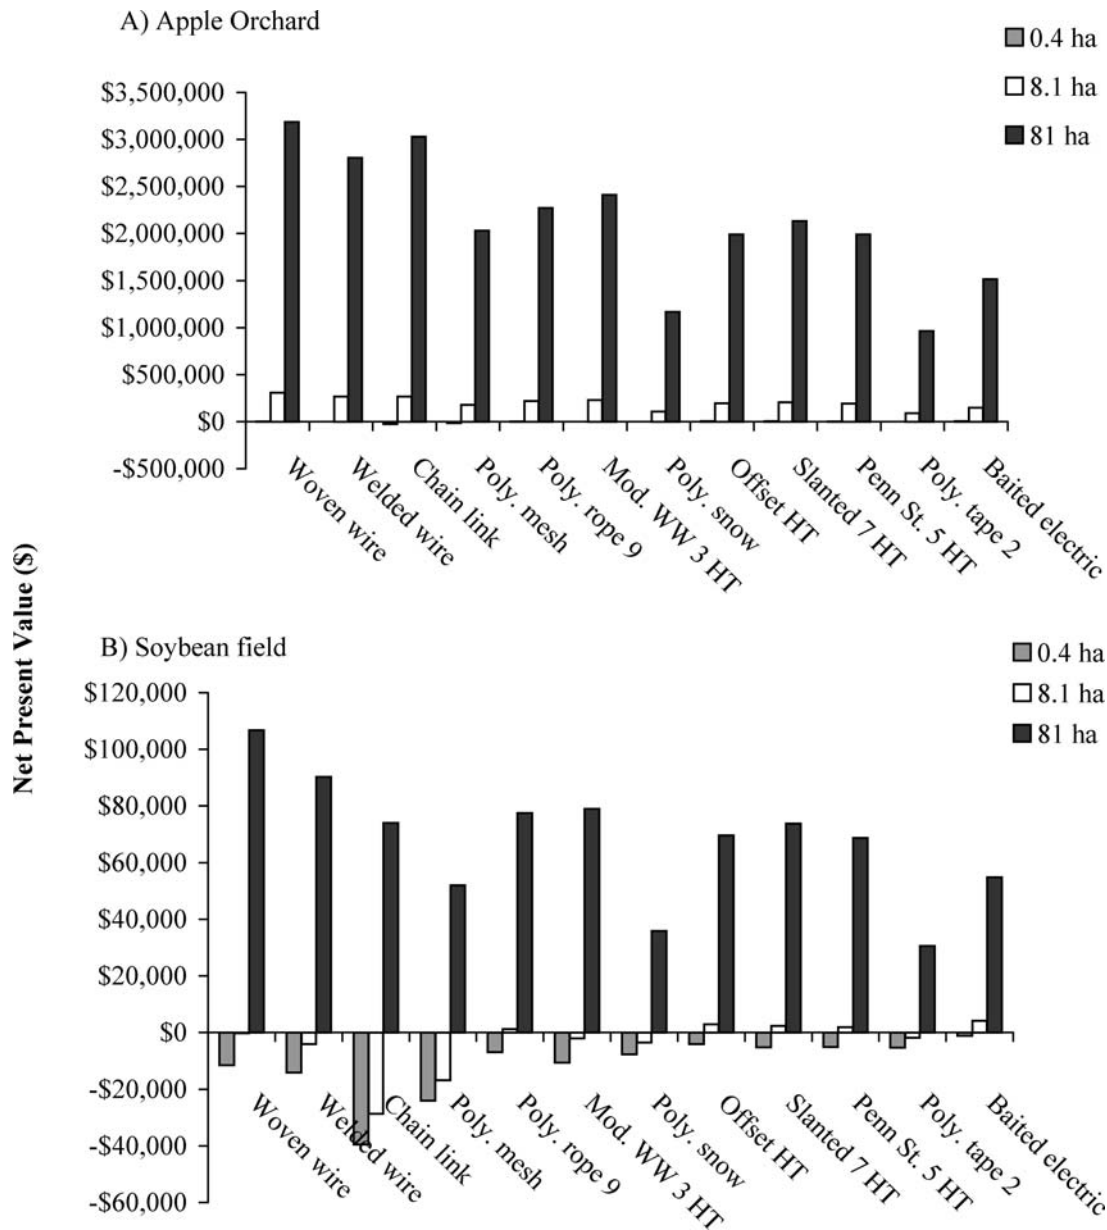 A) Apple Orchard
0.4 ha
8.1 ha
81 ha
$3,500,000
$3,000,000
$2,500,000
$2,000,000
$1,500,000
$1,000,000
$500,000
$0
-$500,000
Woven wire
Welded wire
Chain link
Poly. mesh
Poly. rope 9
Mod. WW 3 HT
Poly. snow
Offset HT
Slanted 7 HT
Penn St. 5 HT
Poly. tape 2
Baited electric
Net Present Value ($)
B) Soybean field
0.4 ha
8.1 ha
81 ha
$120,000
$100,000
$80,000
$60,000
$40,000
$20,000
$0
-$20,000
-$40,000
-$60,000
Woven wire
Welded wire
Chain link
Poly. mesh
Poly. rope 9
Mod. WW 3 HT
Poly. snow
Offset HT
Slanted 7 HT
Penn St. 5 HT
Poly. tape 2
Baited electric